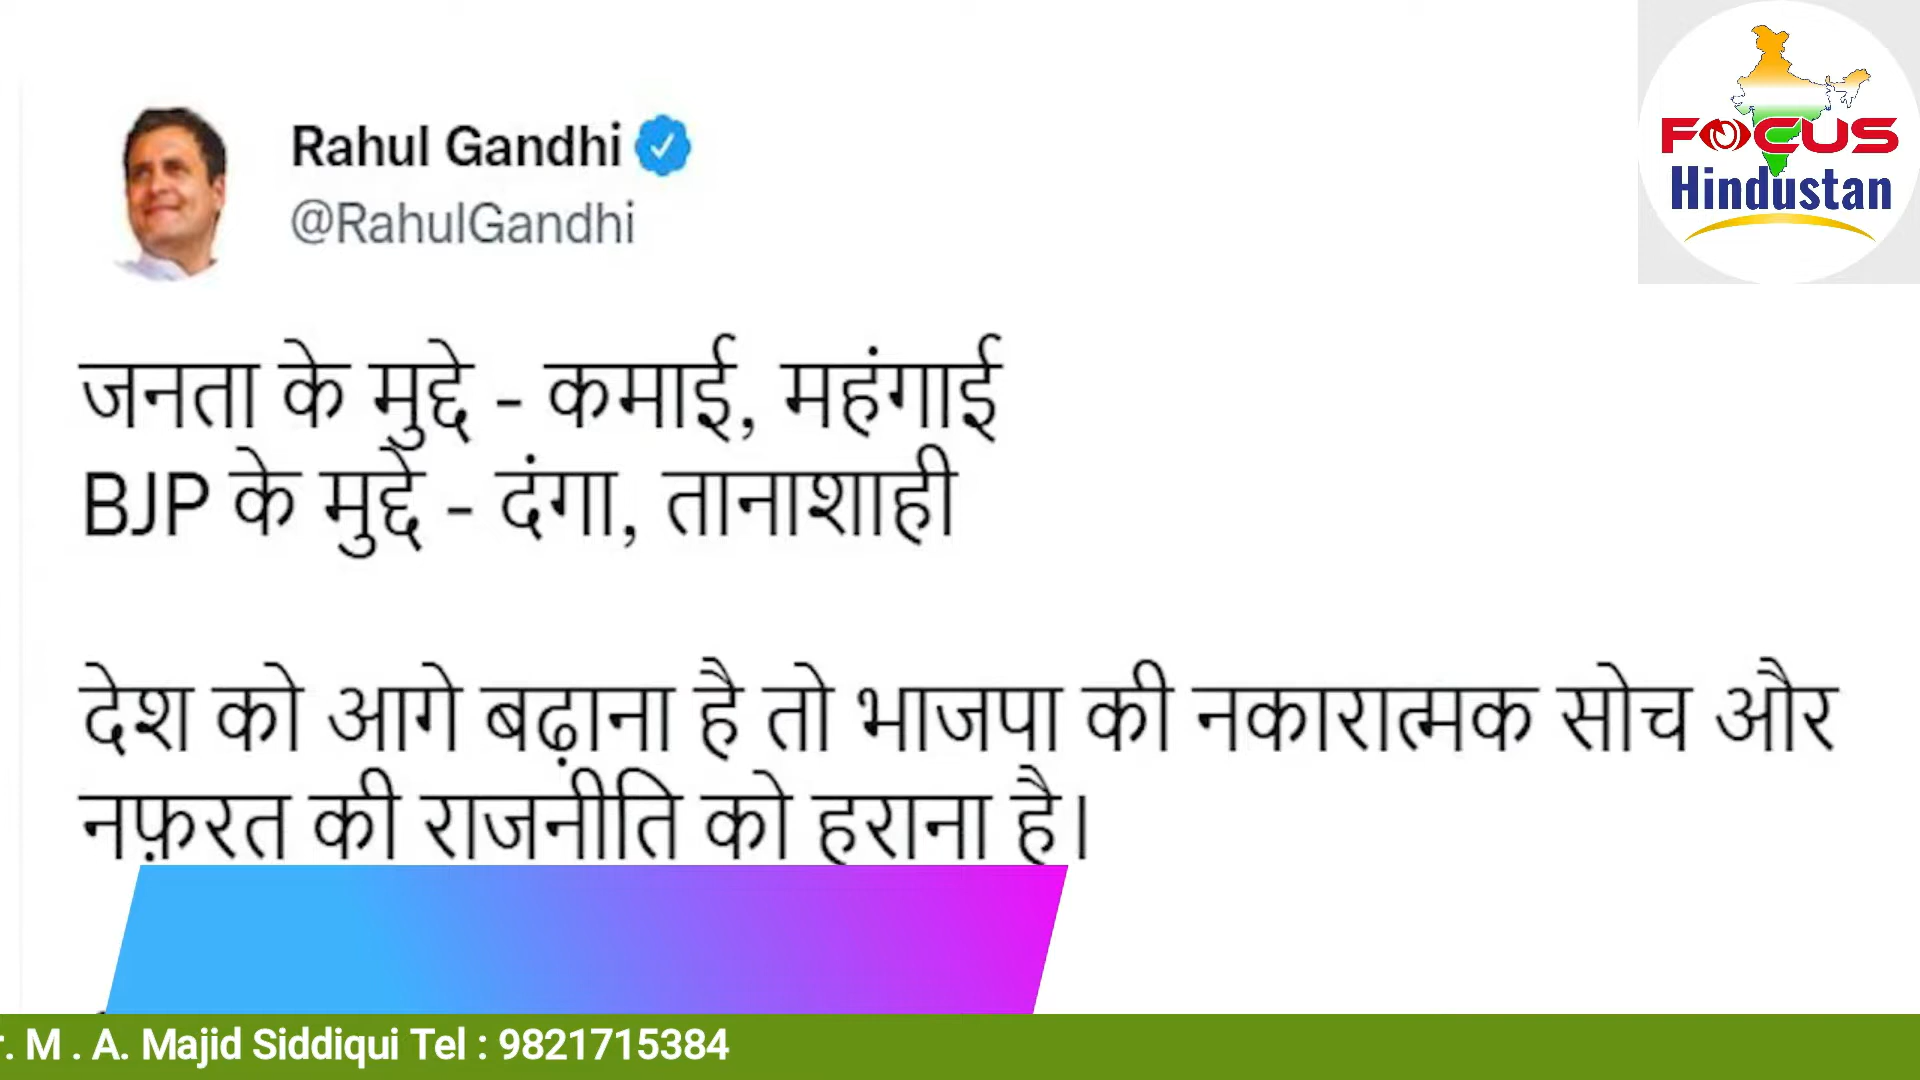 Rahul Gandhi
@RahulGandhi
FOCUS
Hindustan
जनता के मुद्दे - कमाई, महंगाई
BJP के मुद्दे - दंगा, तानाशाही
देश को आगे बढ़ाना है तो भाजपा की नकारात्मक सोच और
नफ़रत की राजनीति को हराना है।
. M . A. Majid Siddiqui Tel : 9821715384